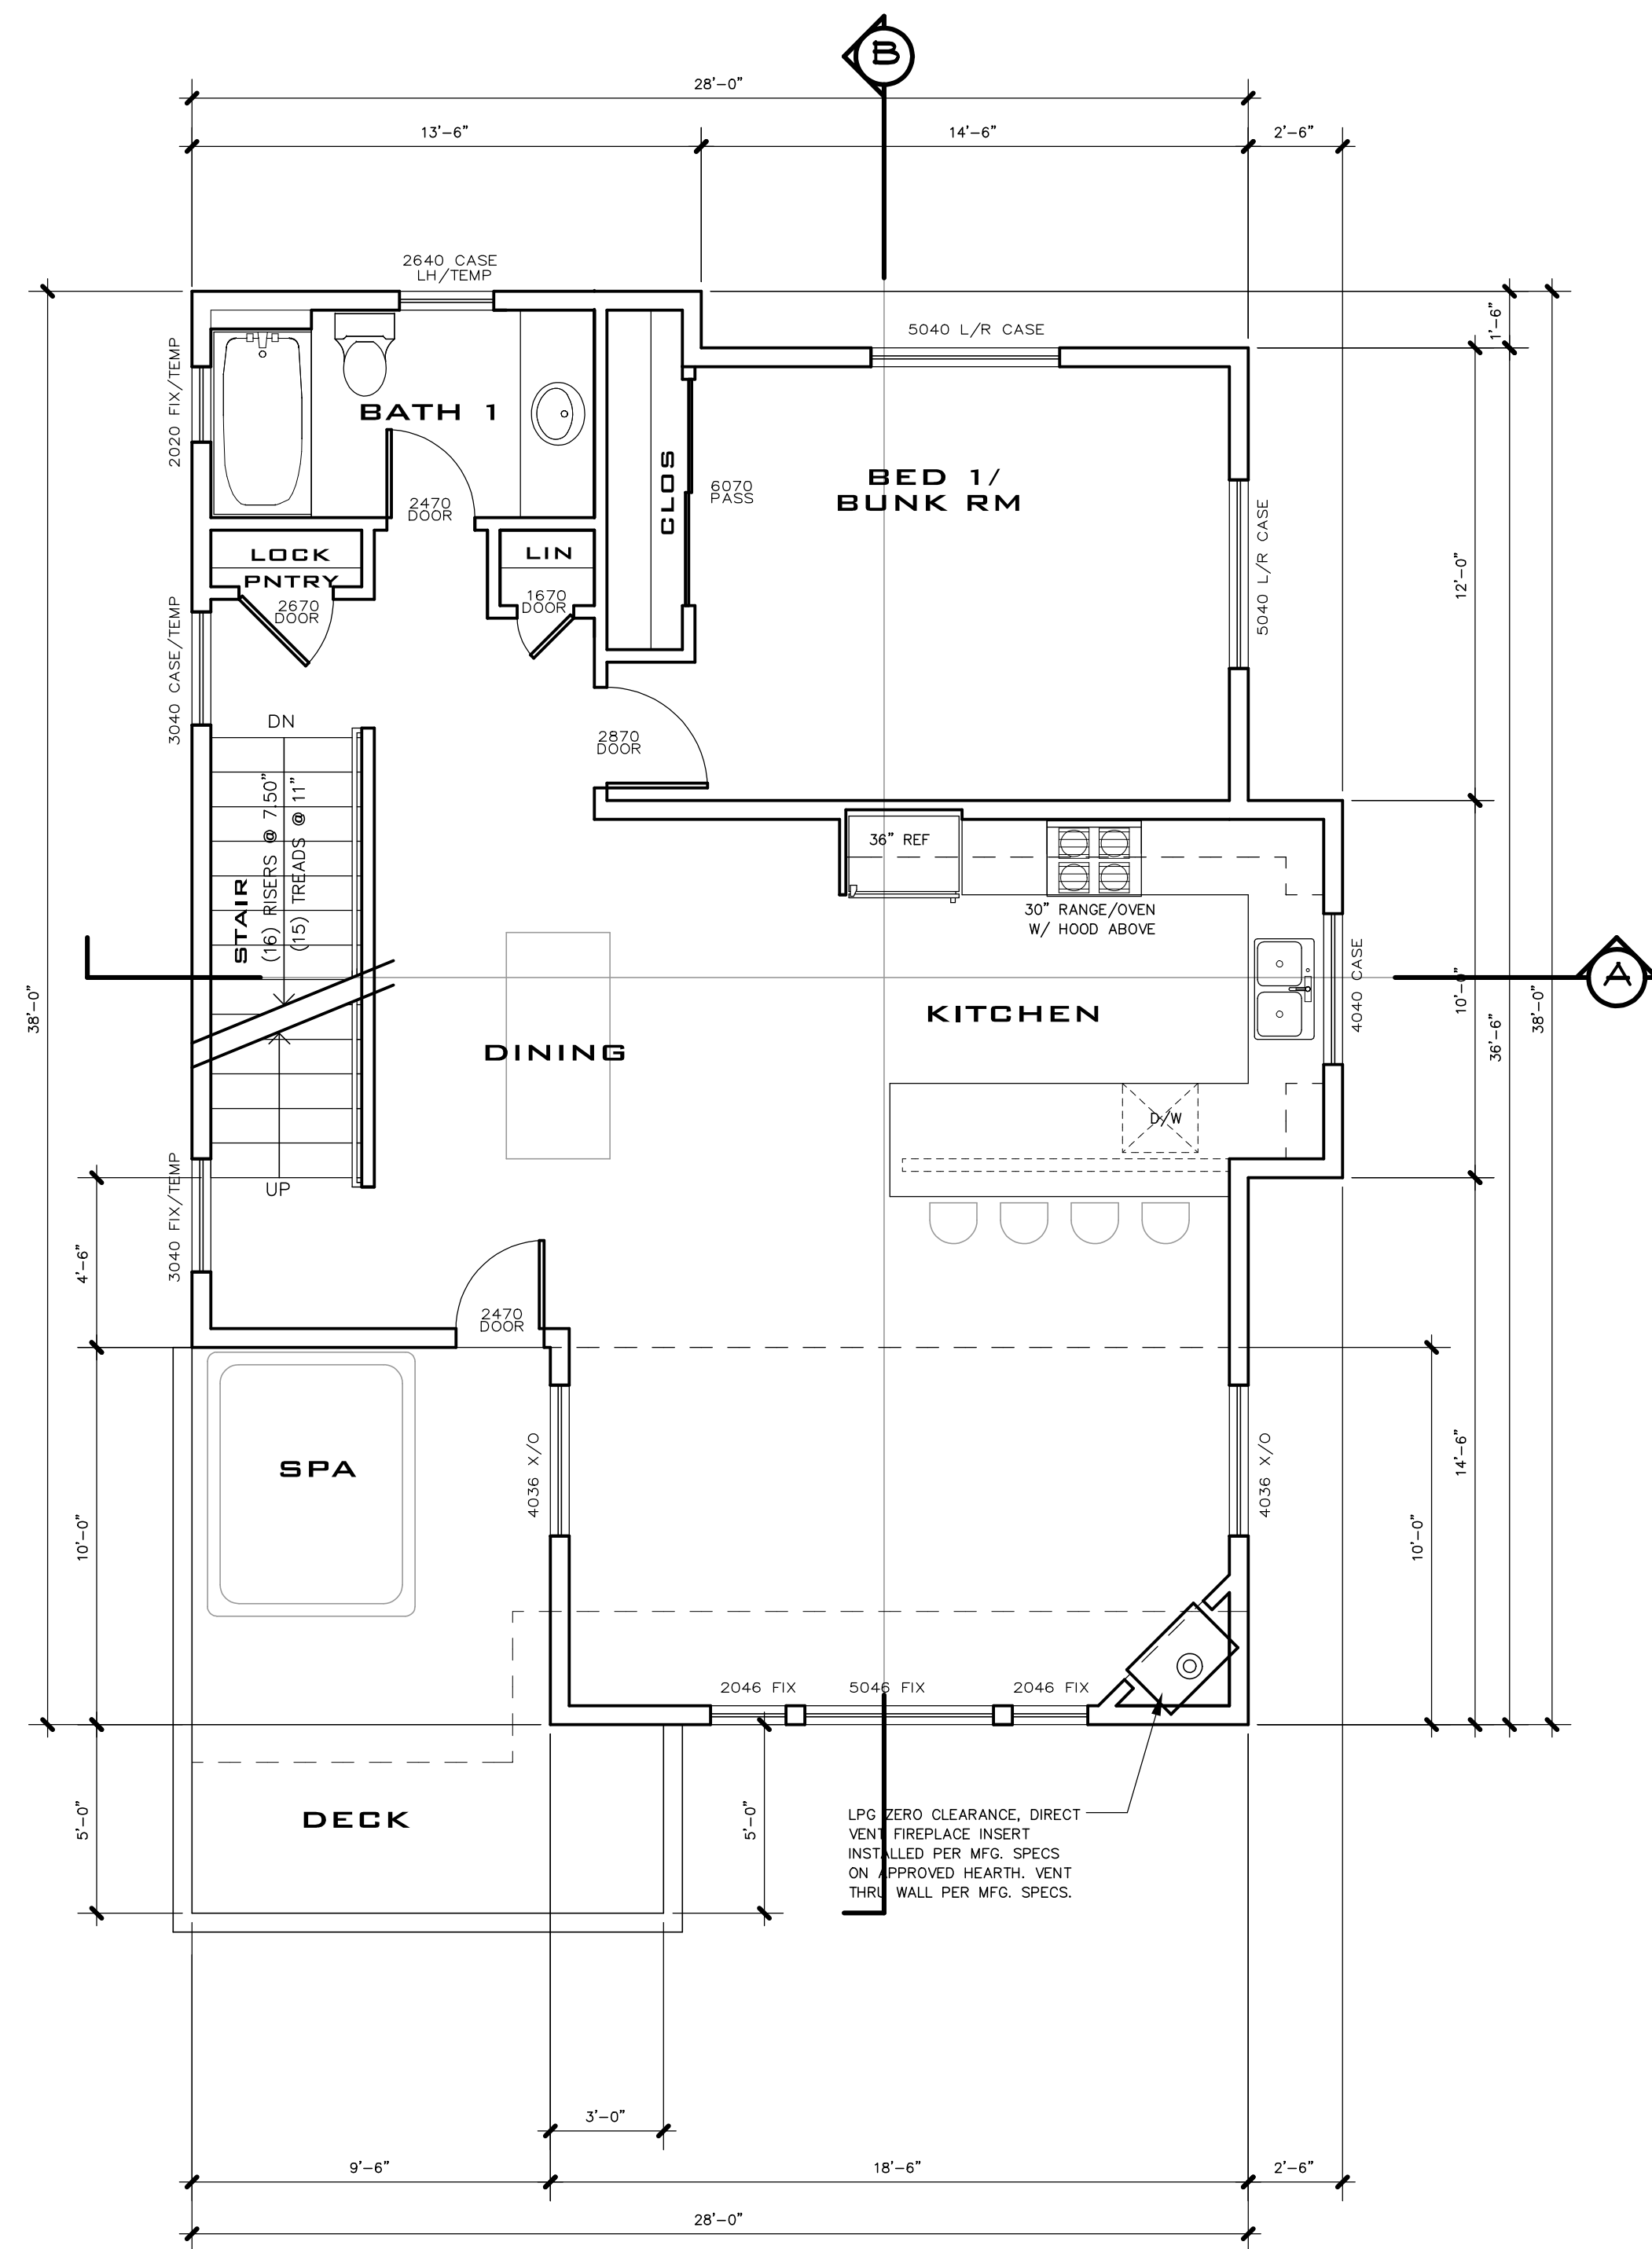 B
28'-0"
13'-6"
14'-6"
2'-6"
2640 CASE
LH/TEMP
5040 L/R CASE
1'-6"
2020 FIX/TEMP
BATH 1
CLOS
6070
PASS
BED 1/
BUNK RM
2470
DOOR
5040 L/R CASE
12'-0"
LOCK
PNTRY
LIN
2670
DOOR
1670
DOOR
3040 CASE/TEMP
DN
2870
DOOR
STAIR
(16) RISERS @ 7.50"
(15) TREADS @ 11"
36" REF
30" RANGE/OVEN
W/ HOOD ABOVE
38'-0"
KITCHEN
4040 CASE
10'-0"
36'-6"
38'-0"
A
DINING
D/W
UP
3040 FIX/TEMP
4'-6"
2470
DOOR
SPA
4036 X/O
4036 X/O
14'-6"
10'-0"
10'-0"
2046 FIX
5046 FIX
2046 FIX
DECK
5'-0"
5'-0"
LPG ZERO CLEARANCE, DIRECT
VENT FIREPLACE INSERT
INSTALLED PER MFG. SPECS
ON APPROVED HEARTH. VENT
THRU WALL PER MFG. SPECS.
3'-0"
9'-6"
18'-6"
2'-6"
28'-0"